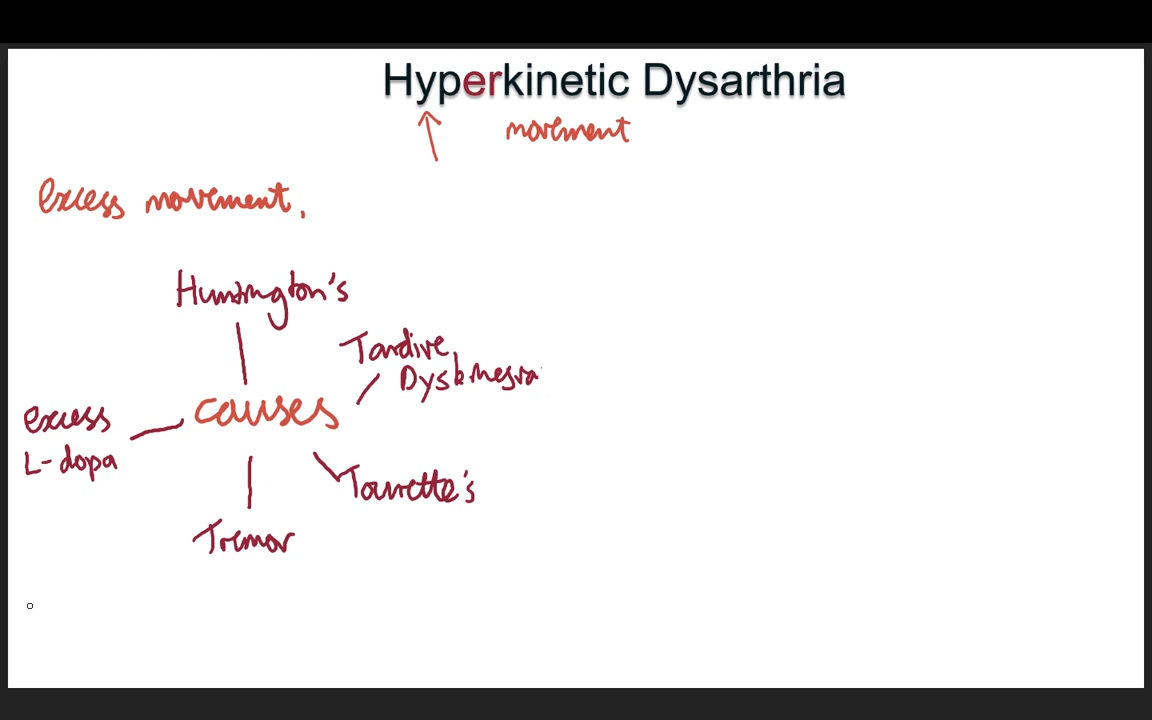 Hyperkinetic Dysarthria
movement
excess movement.
Huntington's
Tardive
Dyskinesia
causes
excess
L-dopa
Tourette's
Tremor